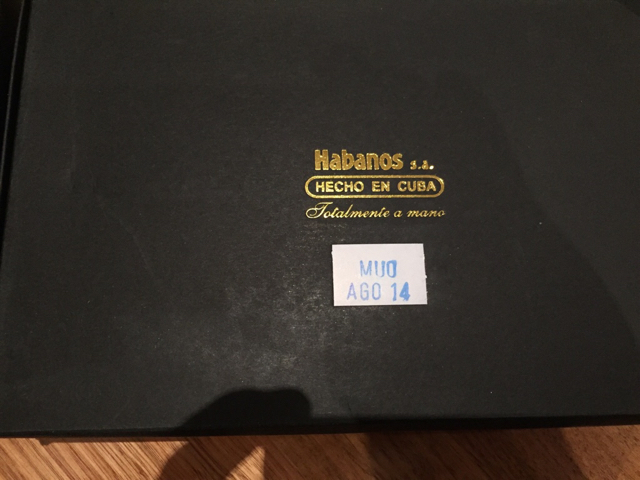 Habanos s.a.
HECHO EN CUBA
Totalmente a mano
MUO
AGO 14